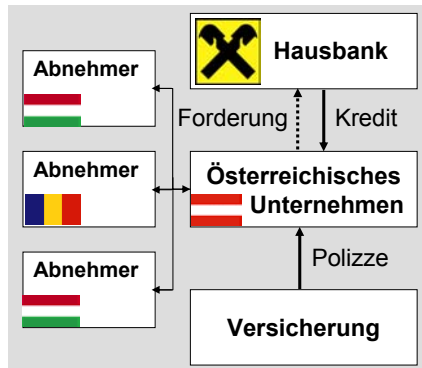 Hausbank
Abnehmer
Forderung
Kredit
Abnehmer
Österreichisches
Unternehmen
Abnehmer
Polizze
Versicherung